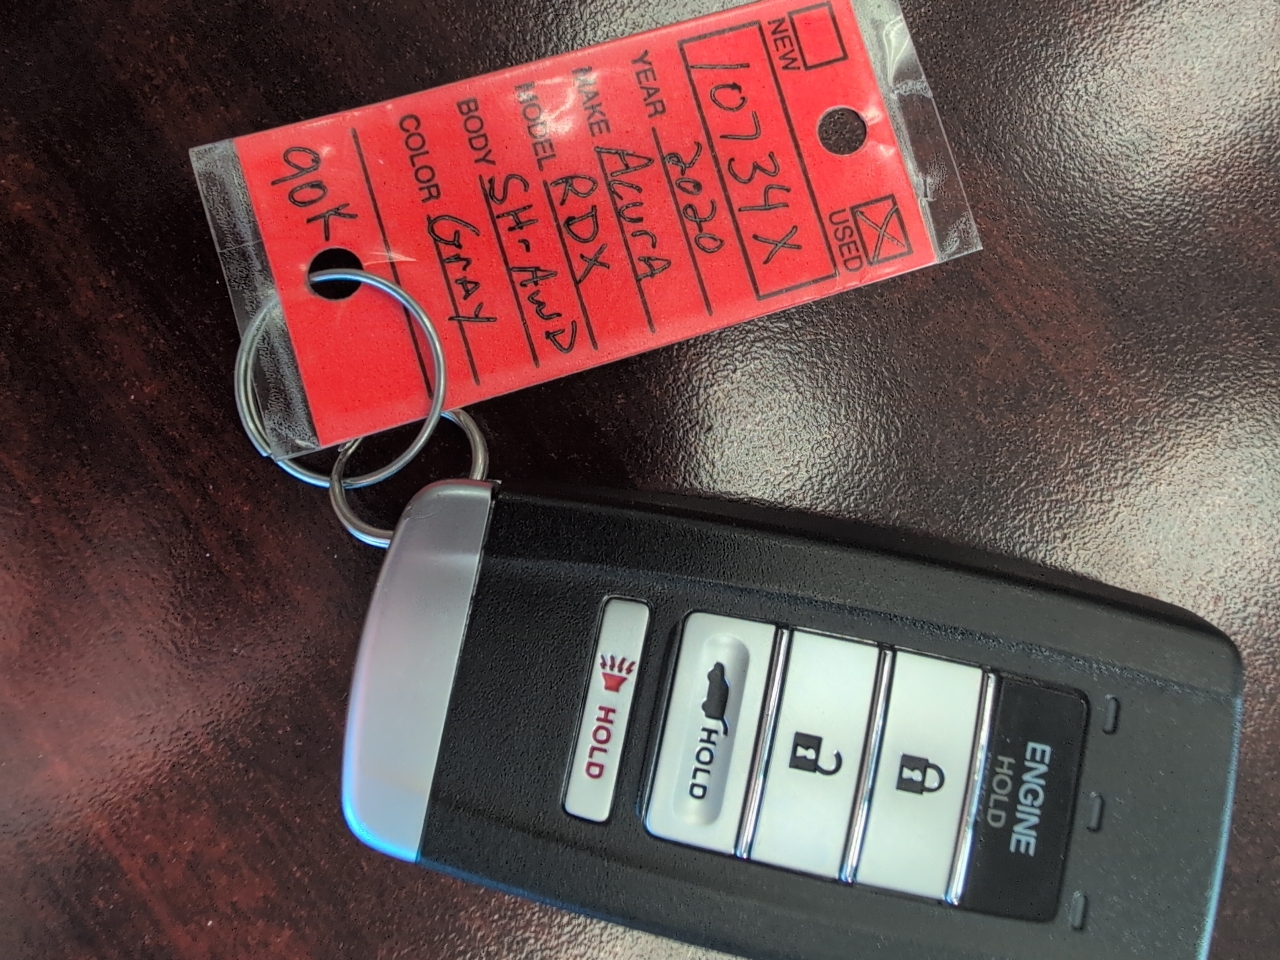 NEW
USED
10734X
YEAR 2020
MAKE Acura
MODEL RDX
BODY SH-AWD
COLOR Gray
90K
ENGINE
HOLD
HOLD
HOLD